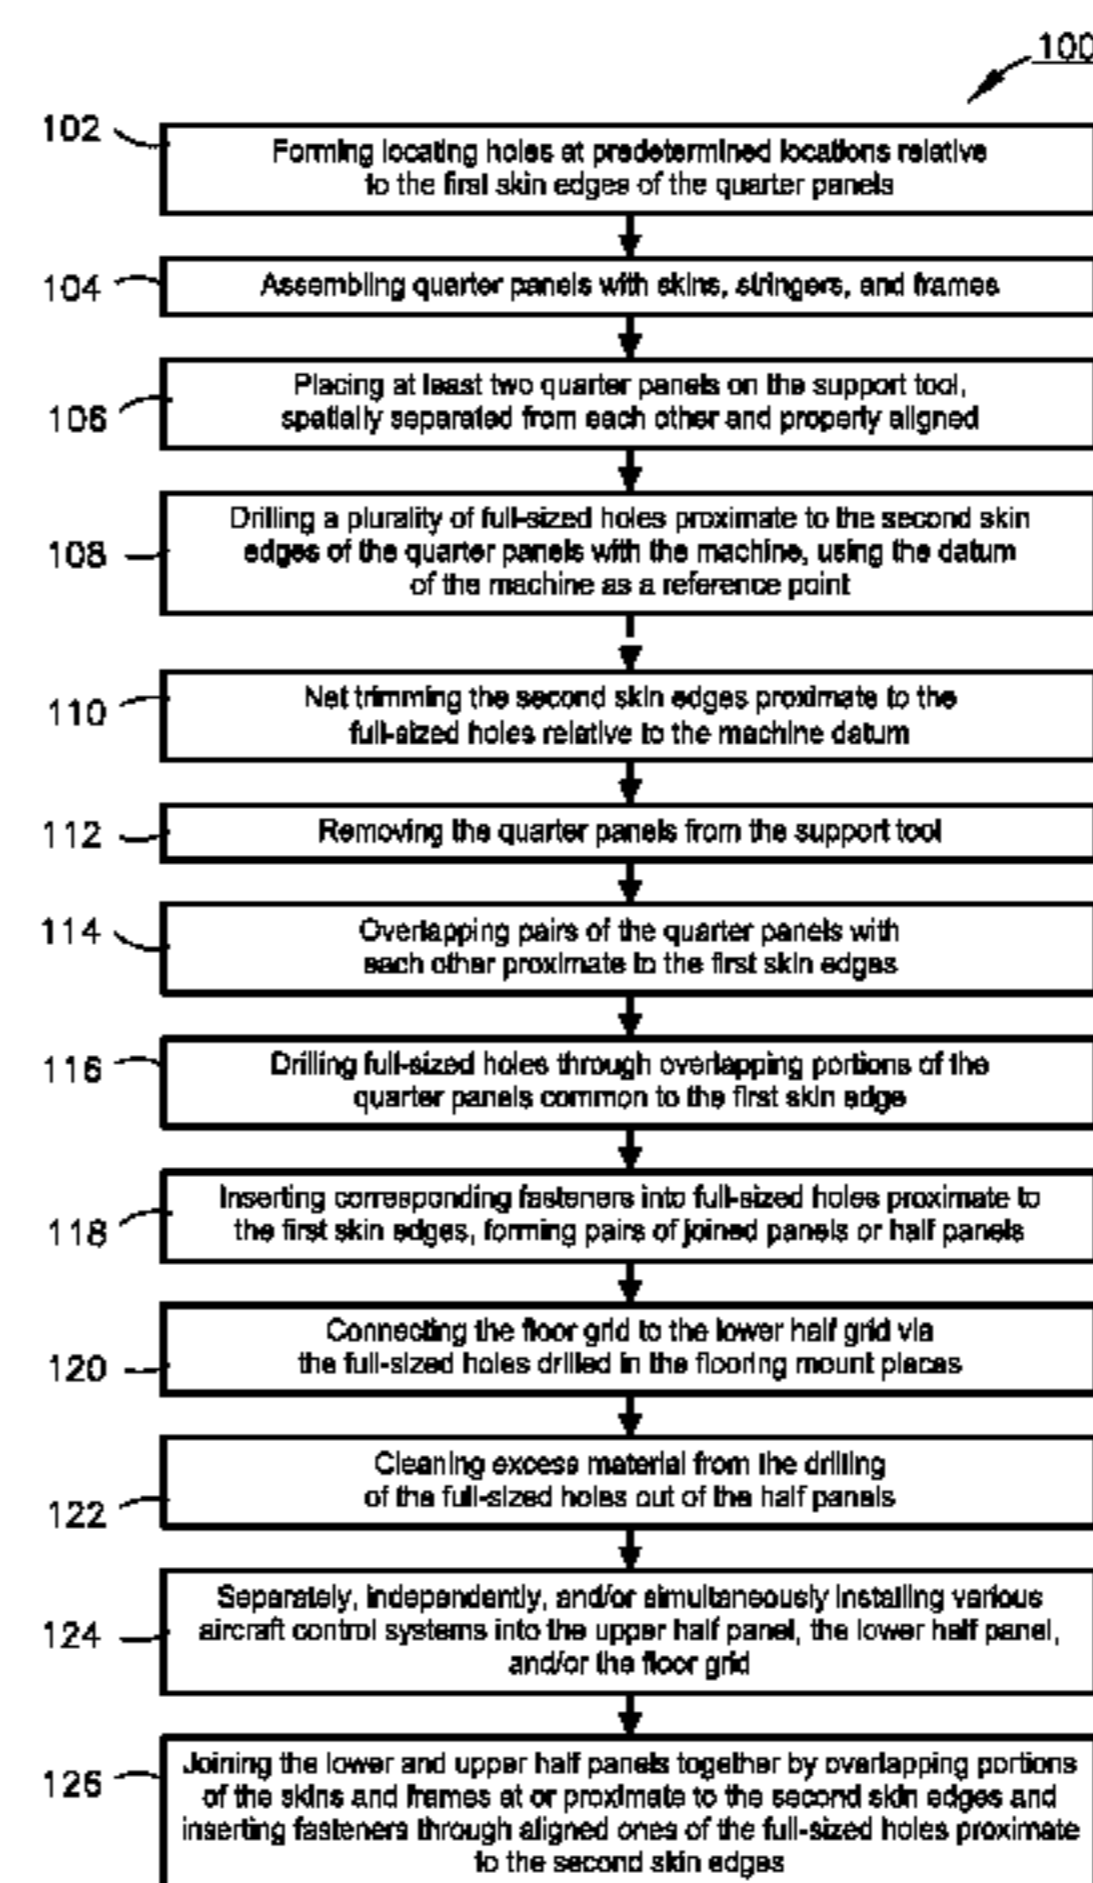 100
102
Forming locating holes at predetermined locations relative
to the first skin edges of the quarter panels
104
Assembling quarter panels with skins, stringers, and frames
106
Placing at least two quarter panels on the support tool,
spatially separated from each other and properly aligned
108
Drilling a plurality of full-sized holes proximate to the second skin
edges of the quarter panels with the machine, using the datum
of the machine as a reference point
110
Net trimming the second skin edges proximate to the
full-sized holes relative to the machine datum
112
Removing the quarter panels from the support tool
114
Overlapping pairs of the quarter panels with
each other proximate to the first skin edges
116
Drilling full-sized holes through overlapping portions of the
quarter panels common to the first skin edge
118
Inserting corresponding fasteners into full-sized holes proximate to
the first skin edges, forming pairs of joined panels or half panels
120
Connecting the floor grid to the lower half grid via
the full-sized holes drilled in the flooring mount places
122
Cleaning excess material from the drilling
of the full-sized holes out of the half panels
124
Separately, independently, and/or simultaneously installing various
aircraft control systems into the upper half panel, the lower half panel,
and/or the floor grid
126
Joining the lower and upper half panels together by overlapping portions
of the skins and frames at or proximate to the second skin edges and
inserting fasteners through aligned ones of the full-sized holes proximate
to the second skin edges